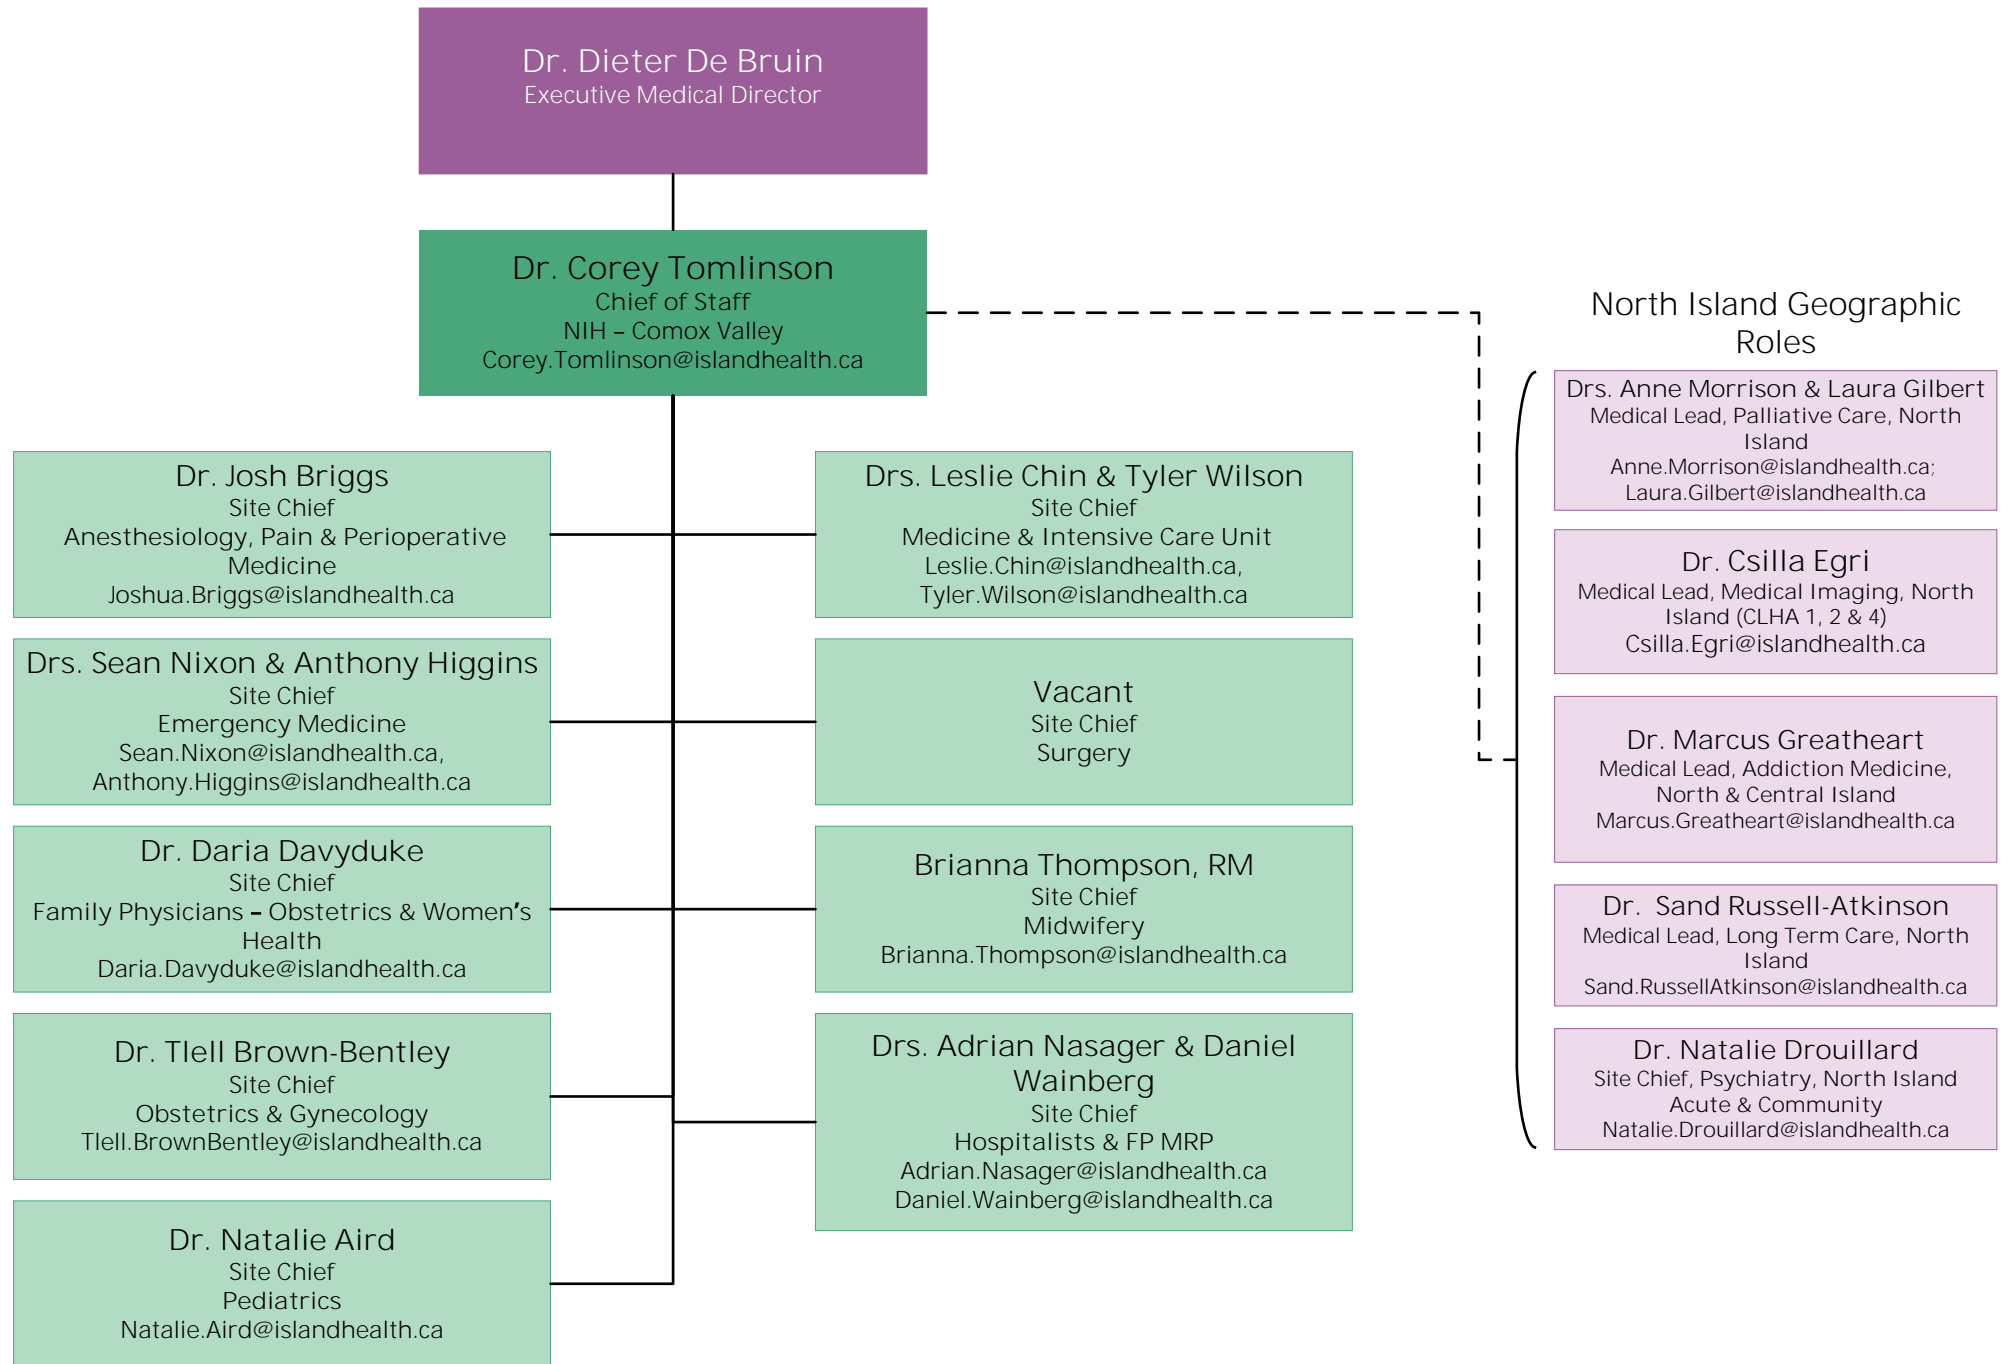 Dr. Dieter De Bruin
Executive Medical Director
Dr. Corey Tomlinson
Chief of Staff
NIH – Comox Valley
Corey.Tomlinson@islandhealth.ca
Dr. Josh Briggs
Site Chief
Anesthesiology, Pain & Perioperative
Medicine
Joshua.Briggs@islandhealth.ca
Drs. Leslie Chin & Tyler Wilson
Site Chief
Medicine & Intensive Care Unit
Leslie.Chin@islandhealth.ca,
Tyler.Wilson@islandhealth.ca
Drs. Sean Nixon & Anthony Higgins
Site Chief
Emergency Medicine
Sean.Nixon@islandhealth.ca,
Anthony.Higgins@islandhealth.ca
Vacant
Site Chief
Surgery
Dr. Daria Davyduke
Site Chief
Family Physicians – Obstetrics & Women's
Health
Daria.Davyduke@islandhealth.ca
Brianna Thompson, RM
Site Chief
Midwifery
Brianna.Thompson@islandhealth.ca
Dr. Tlell Brown-Bentley
Site Chief
Obstetrics & Gynecology
Tlell.BrownBentley@islandhealth.ca
Drs. Adrian Nasager & Daniel
Wainberg
Site Chief
Hospitalists & FP MRP
Adrian.Nasager@islandhealth.ca
Daniel.Wainberg@islandhealth.ca
Dr. Natalie Aird
Site Chief
Pediatrics
Natalie.Aird@islandhealth.ca
North Island Geographic
Roles
Drs. Anne Morrison & Laura Gilbert
Medical Lead, Palliative Care, North
Island
Anne.Morrison@islandhealth.ca;
Laura.Gilbert@islandhealth.ca
Dr. Csilla Egri
Medical Lead, Medical Imaging, North
Island (CLHA 1, 2 & 4)
Csilla.Egri@islandhealth.ca
Dr. Marcus Greatheart
Medical Lead, Addiction Medicine,
North & Central Island
Marcus.Greatheart@islandhealth.ca
Dr. Sand Russell-Atkinson
Medical Lead, Long Term Care, North
Island
Sand.RussellAtkinson@islandhealth.ca
Dr. Natalie Drouillard
Site Chief, Psychiatry, North Island
Acute & Community
Natalie.Drouillard@islandhealth.ca